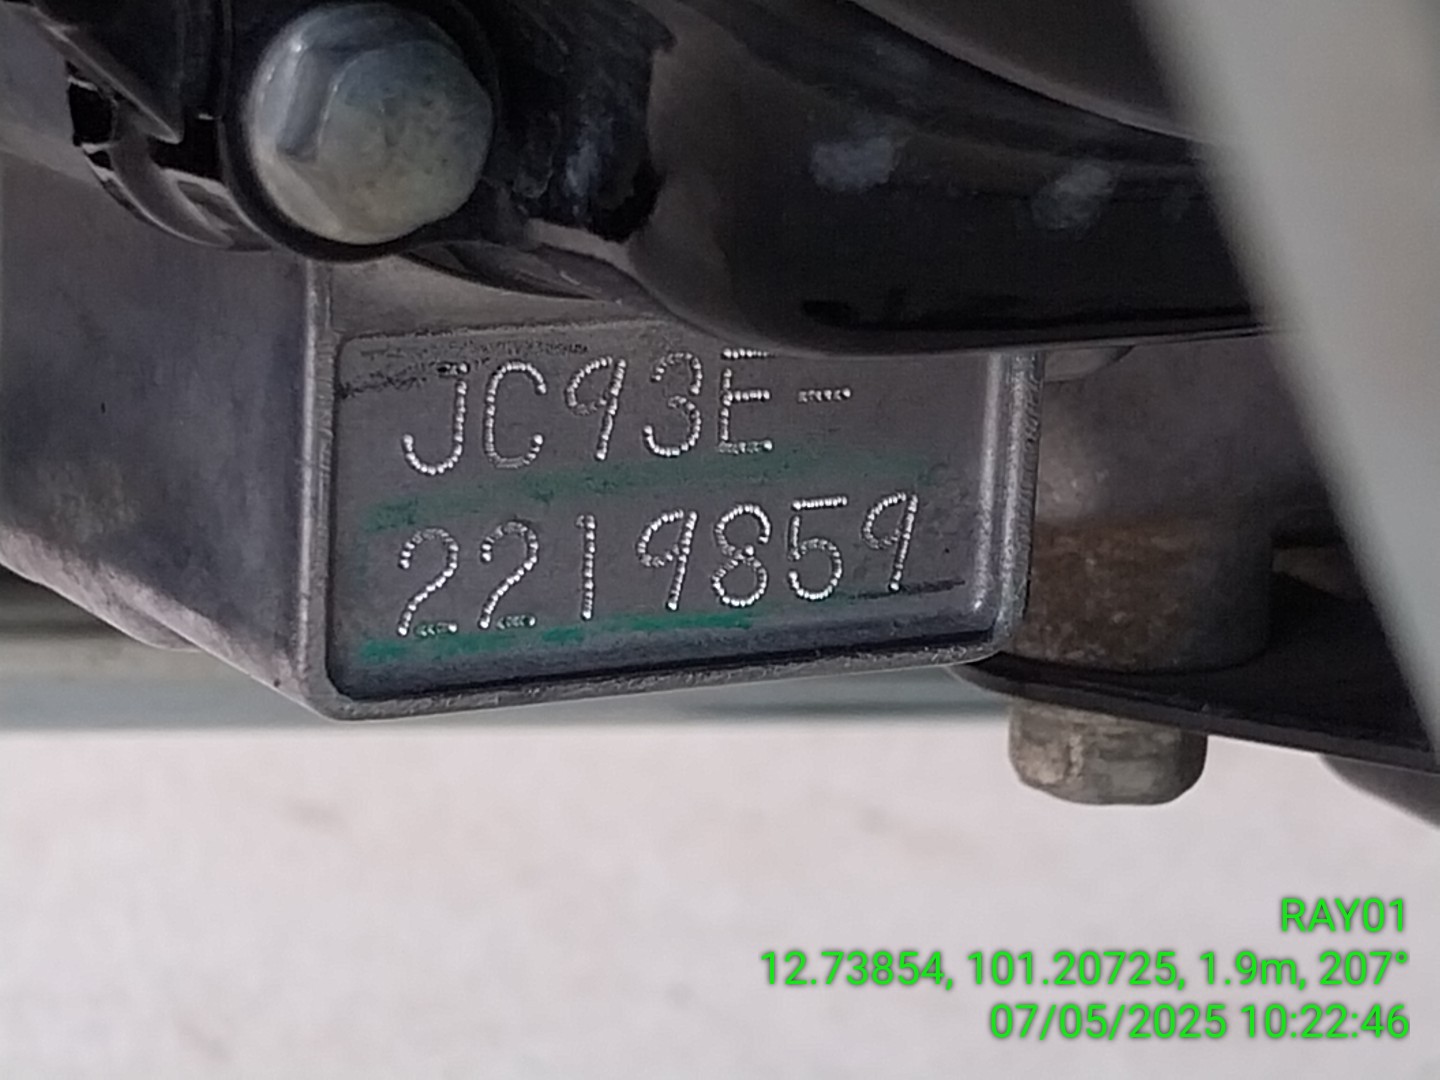 JC93E-
2219859
RAY01
12.73854, 101.20725, 1.9m, 207°
07/05/2025 10:22:46